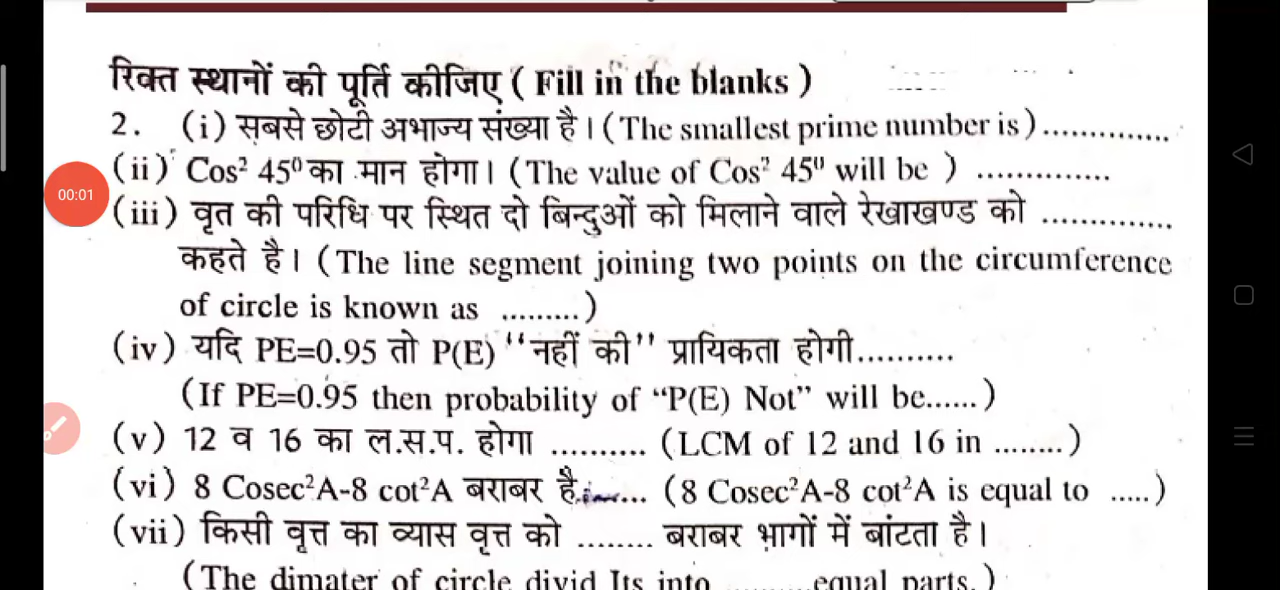 रिक्त स्थानों की पूर्ति कीजिए ( Fill in the blanks )
2. (i) सबसे छोटी अभाज्य संख्या है। (The smallest prime number is)..............
(ii) Cos² 45⁰ का मान होगा। (The value of Cos² 45⁰ will be ) ..............
00:01
(iii) वृत की परिधि पर स्थित दो बिन्दुओं को मिलाने वाले रेखाखण्ड को ..............
कहते है। (The line segment joining two points on the circumference
of circle is known as .........)
(iv) यदि PE=0.95 तो P(E) “नहीं की” प्रायिकता होगी..........
(If PE=0.95 then probability of “P(E) Not” will be......)
(v) 12 व 16 का ल.स.प. होगा .......... (LCM of 12 and 16 in ........)
(vi) 8 Cosec²A-8 cot²A बराबर है........ (8 Cosec²A-8 cot²A is equal to .....)
(vii) किसी वृत्त का व्यास वृत्त को ........ बराबर भागों में बांटता है।
(The dimater of circle divid Its into .........equal parts.)